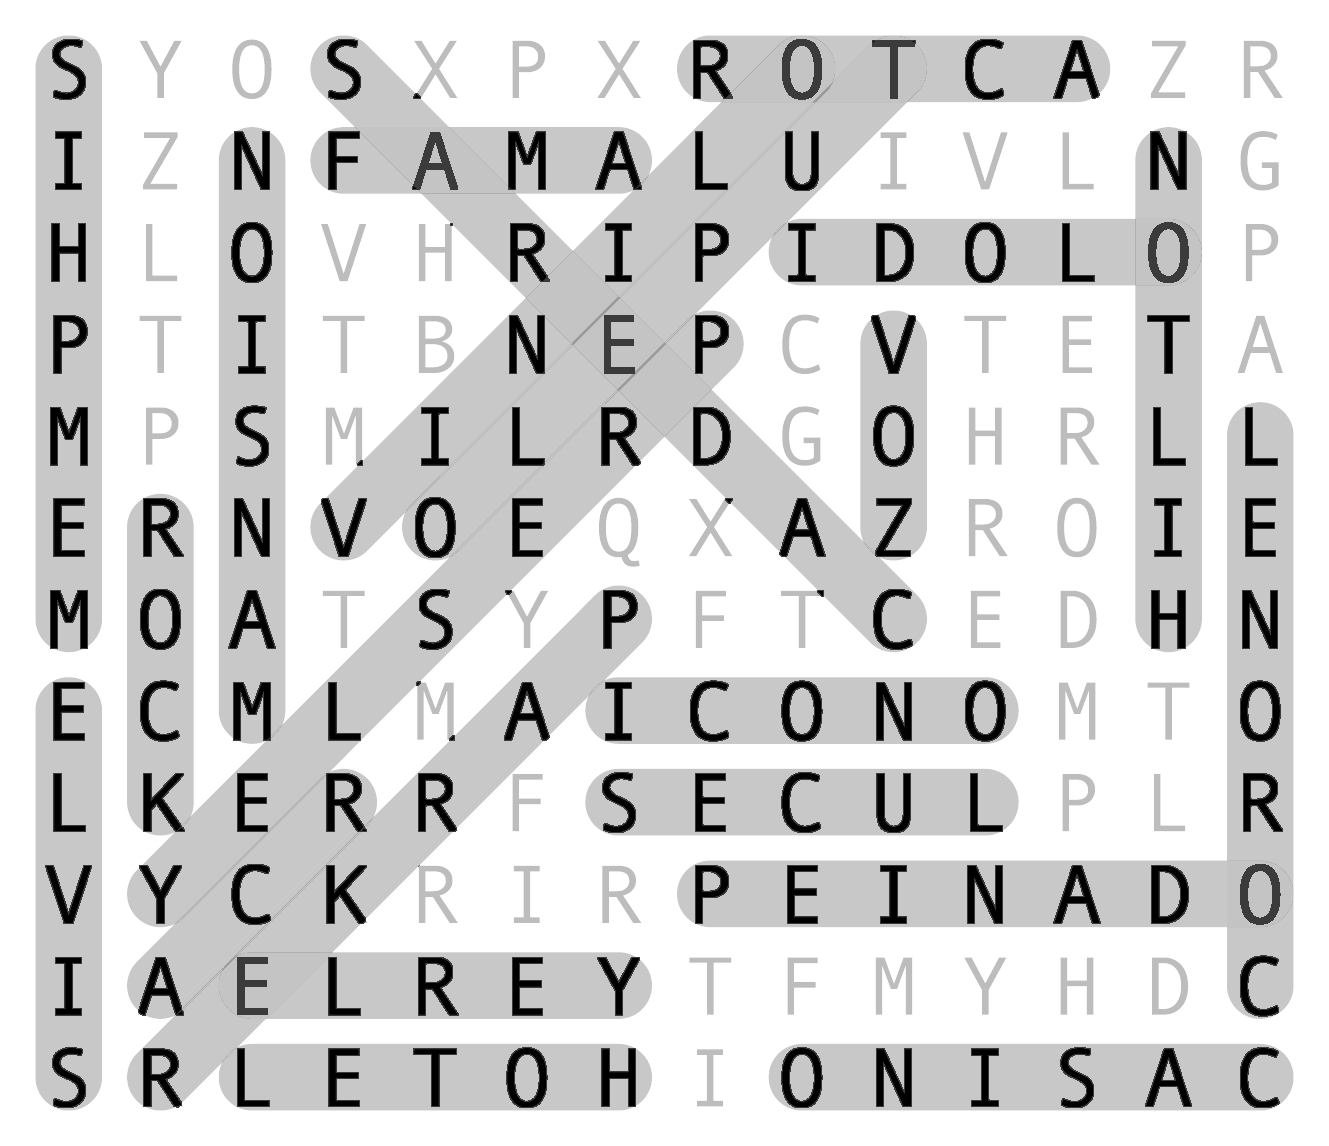 S Y O S X P X R O T C A Z R
I Z N F A M A L U I V L N G
H L O V H R I P I D O L O P
P T I T B N E P C V T E T A
M P S M I L R D G O H R L L
E R N V O E Q X A Z R O I E
M O A T S Y P F T C E D H N
E C M L M A I C O N O M T O
L K E R R F S E C U L P L R
V Y C K R I R P E I N A D O
I A E L R E Y T F M Y H D C
S R L E T O H I O N I S A C